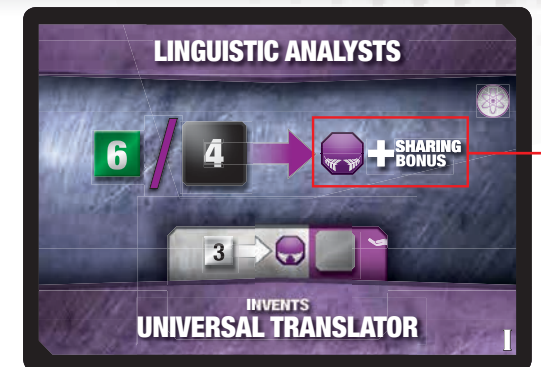 LINGUISTIC ANALYSTS
6 / 4 + SHARING
BONUS
3
INVENTS
UNIVERSAL TRANSLATOR
I